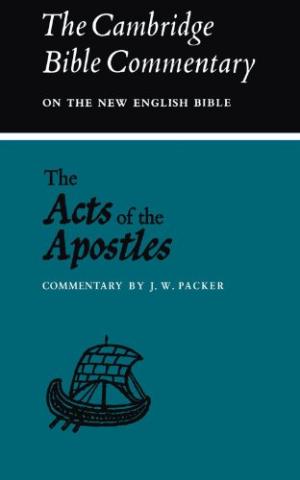 The Cambridge
Bible Commentary
ON THE NEW ENGLISH BIBLE
The
Acts of the
Apostles
COMMENTARY BY J. W. PACKER